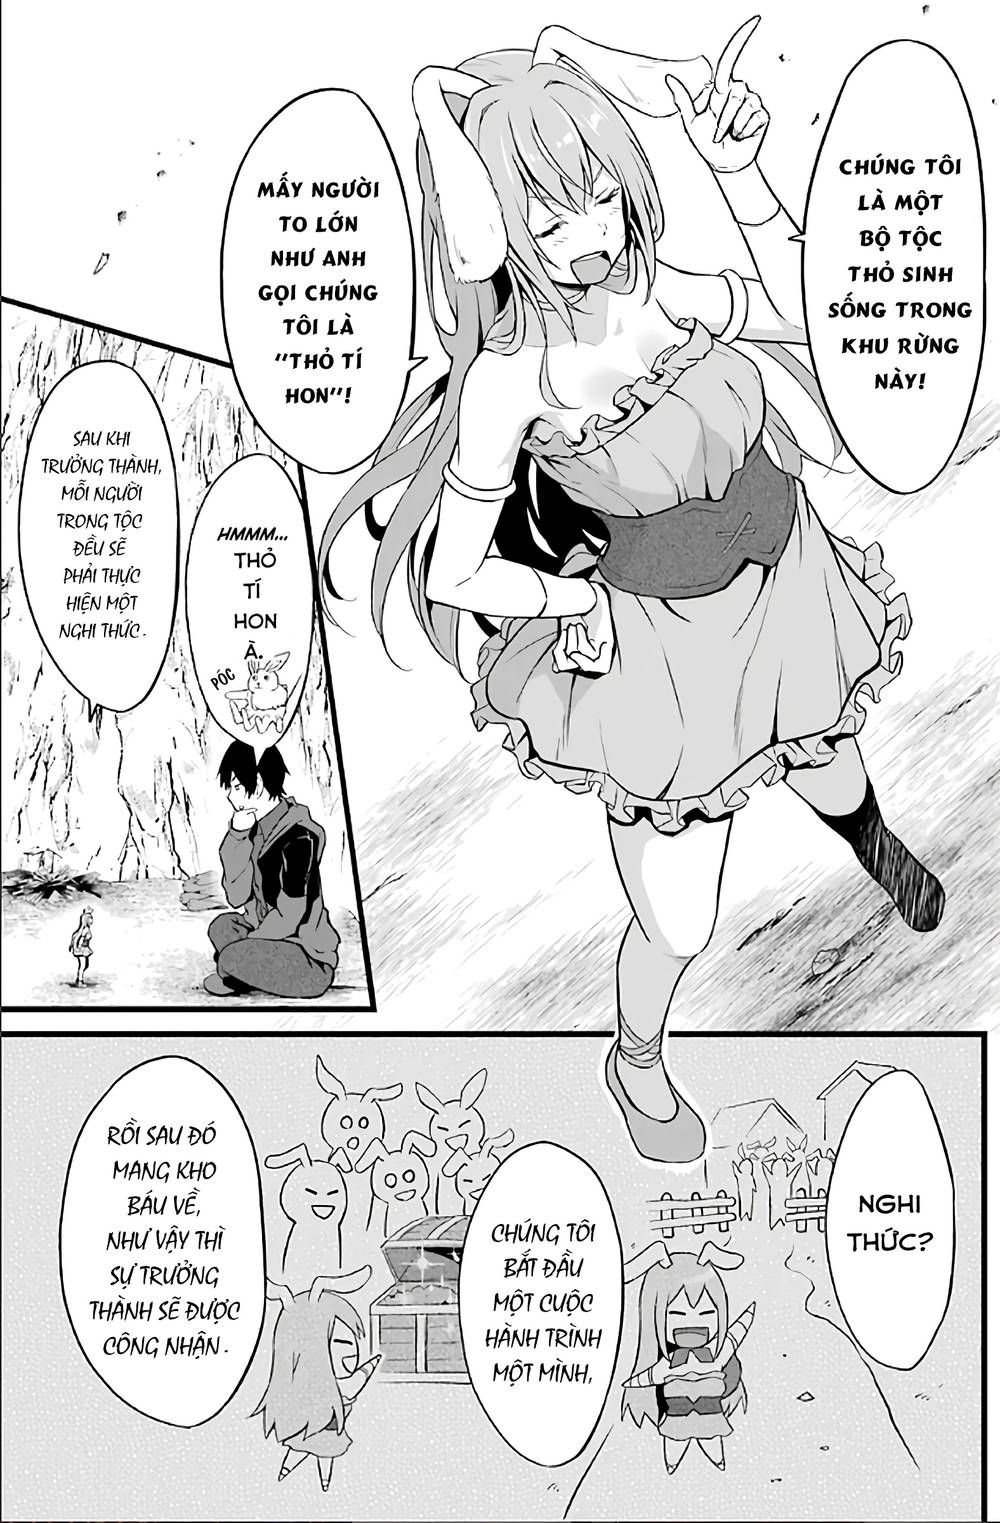 CHÚNG TÔI
LÀ MỘT
BỘ TỘC
THỎ SINH
SỐNG TRONG
KHU RỪNG
NÀY!
MẤY NGƯỜI
TO LỚN
NHƯ ANH
GỌI CHÚNG
TÔI LÀ
"THỎ TÍ
HON"!
HMMM...
THỎ
TÍ
HON
À.
PÓC
SAU KHI
TRƯỞNG THÀNH,
MỖI NGƯỜI
TRONG TỘC
ĐỀU SẼ
PHẢI THỰC
HIỆN MỘT
NGHI THỨC.
NGHI
THỨC?
CHÚNG TÔI
BẮT ĐẦU
MỘT CUỘC
HÀNH TRÌNH
MỘT MÌNH,
RỒI SAU ĐÓ
MANG KHO
BÁU VỀ,
NHƯ VẬY THÌ
SỰ TRƯỞNG
THÀNH SẼ ĐƯỢC
CÔNG NHẬN.